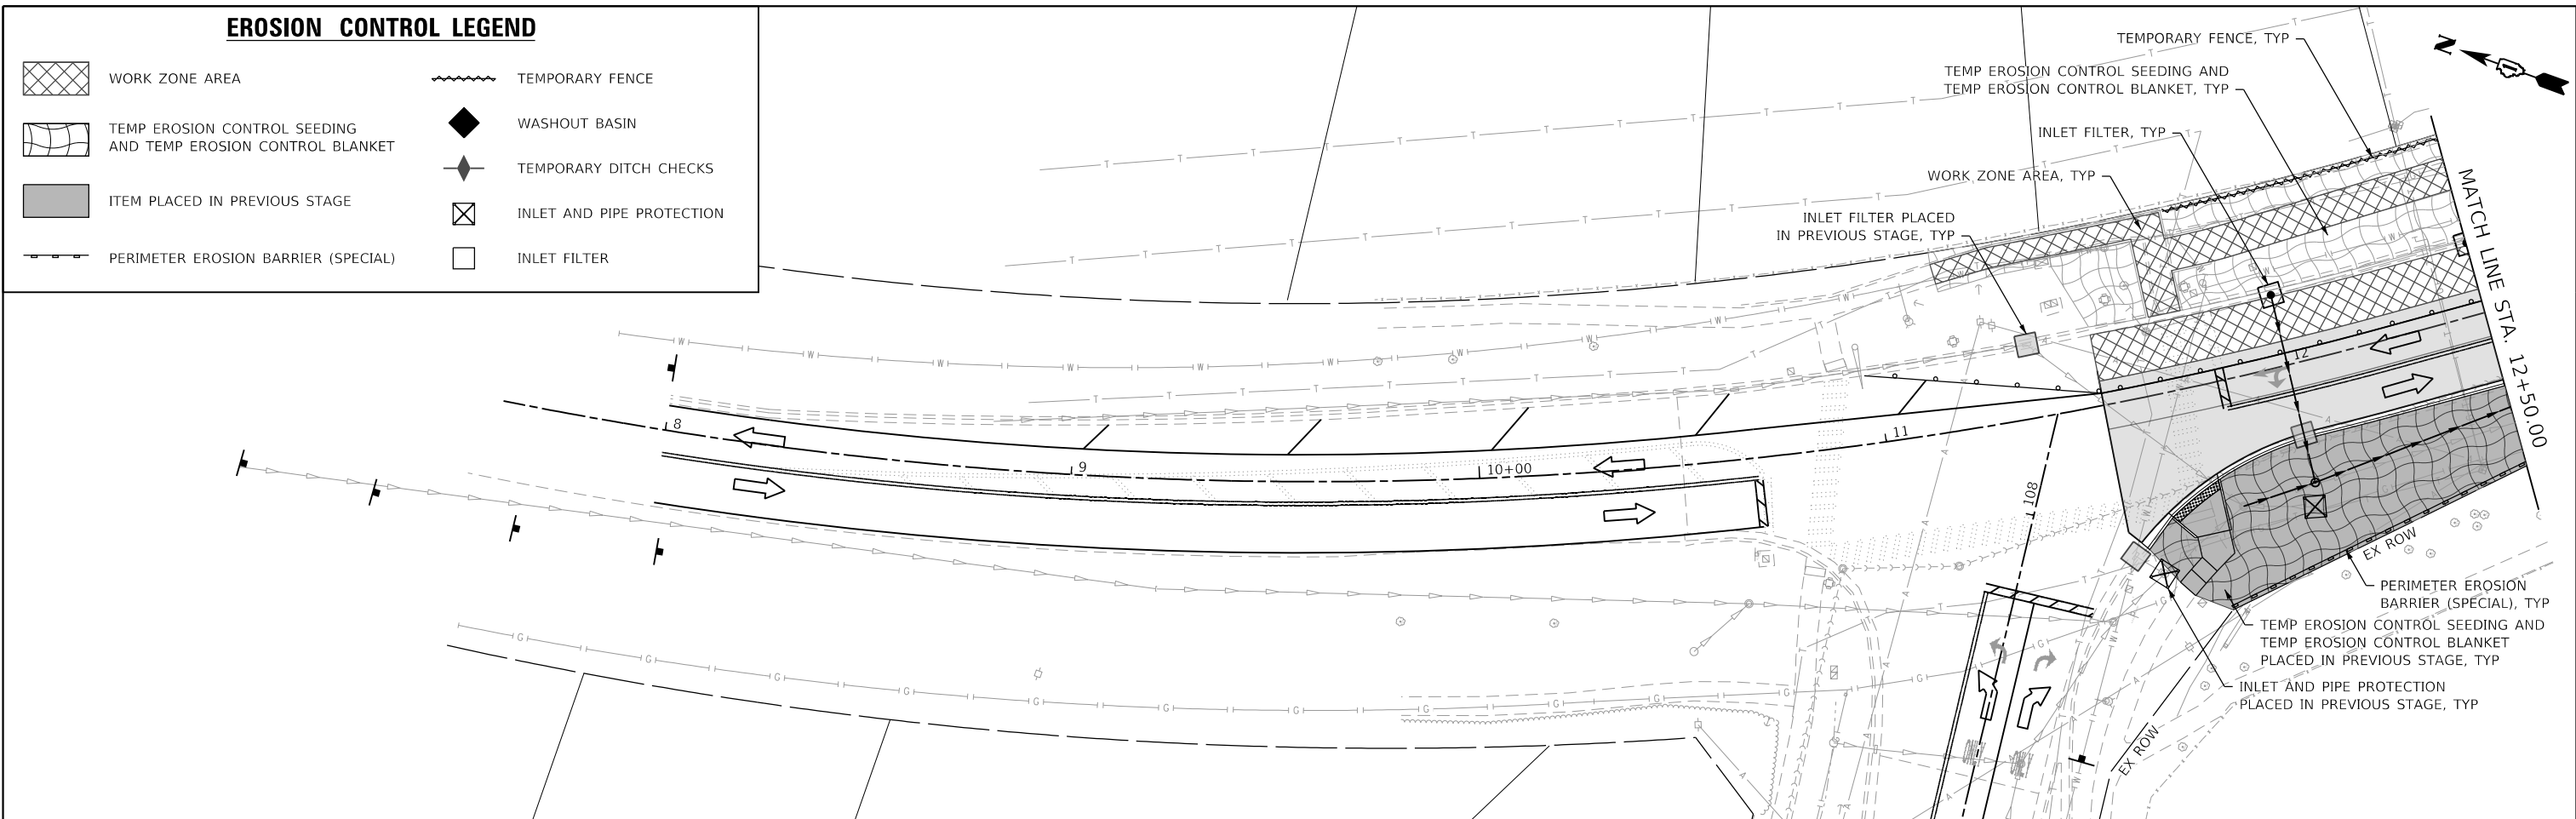 EROSION CONTROL LEGEND
WORK ZONE AREA
TEMP EROSION CONTROL SEEDING
AND TEMP EROSION CONTROL BLANKET
ITEM PLACED IN PREVIOUS STAGE
PERIMETER EROSION BARRIER (SPECIAL)
TEMPORARY FENCE
WASHOUT BASIN
TEMPORARY DITCH CHECKS
INLET AND PIPE PROTECTION
INLET FILTER
N
TEMPORARY FENCE, TYP
TEMP EROSION CONTROL SEEDING AND
TEMP EROSION CONTROL BLANKET, TYP
INLET FILTER, TYP
WORK ZONE AREA, TYP
INLET FILTER PLACED
IN PREVIOUS STAGE, TYP
MATCH LINE STA. 12+50.00
8
9
10+00
11
12
108
EX ROW
PERIMETER EROSION
BARRIER (SPECIAL), TYP
TEMP EROSION CONTROL SEEDING AND
TEMP EROSION CONTROL BLANKET
PLACED IN PREVIOUS STAGE, TYP
INLET AND PIPE PROTECTION
PLACED IN PREVIOUS STAGE, TYP
EX ROW